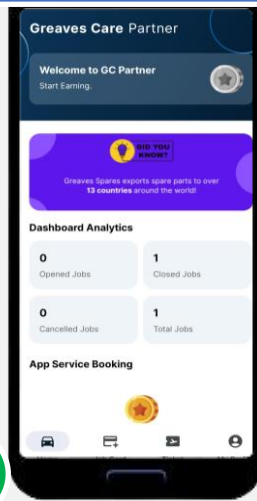 Greaves Care Partner
Welcome to GC Partner
Start Earning.
DID YOU
KNOW?
Greaves Spares exports spare parts to over
13 countries around the world!
Dashboard Analytics
0
1
Opened Jobs
Closed Jobs
0
1
Cancelled Jobs
Total Jobs
App Service Booking